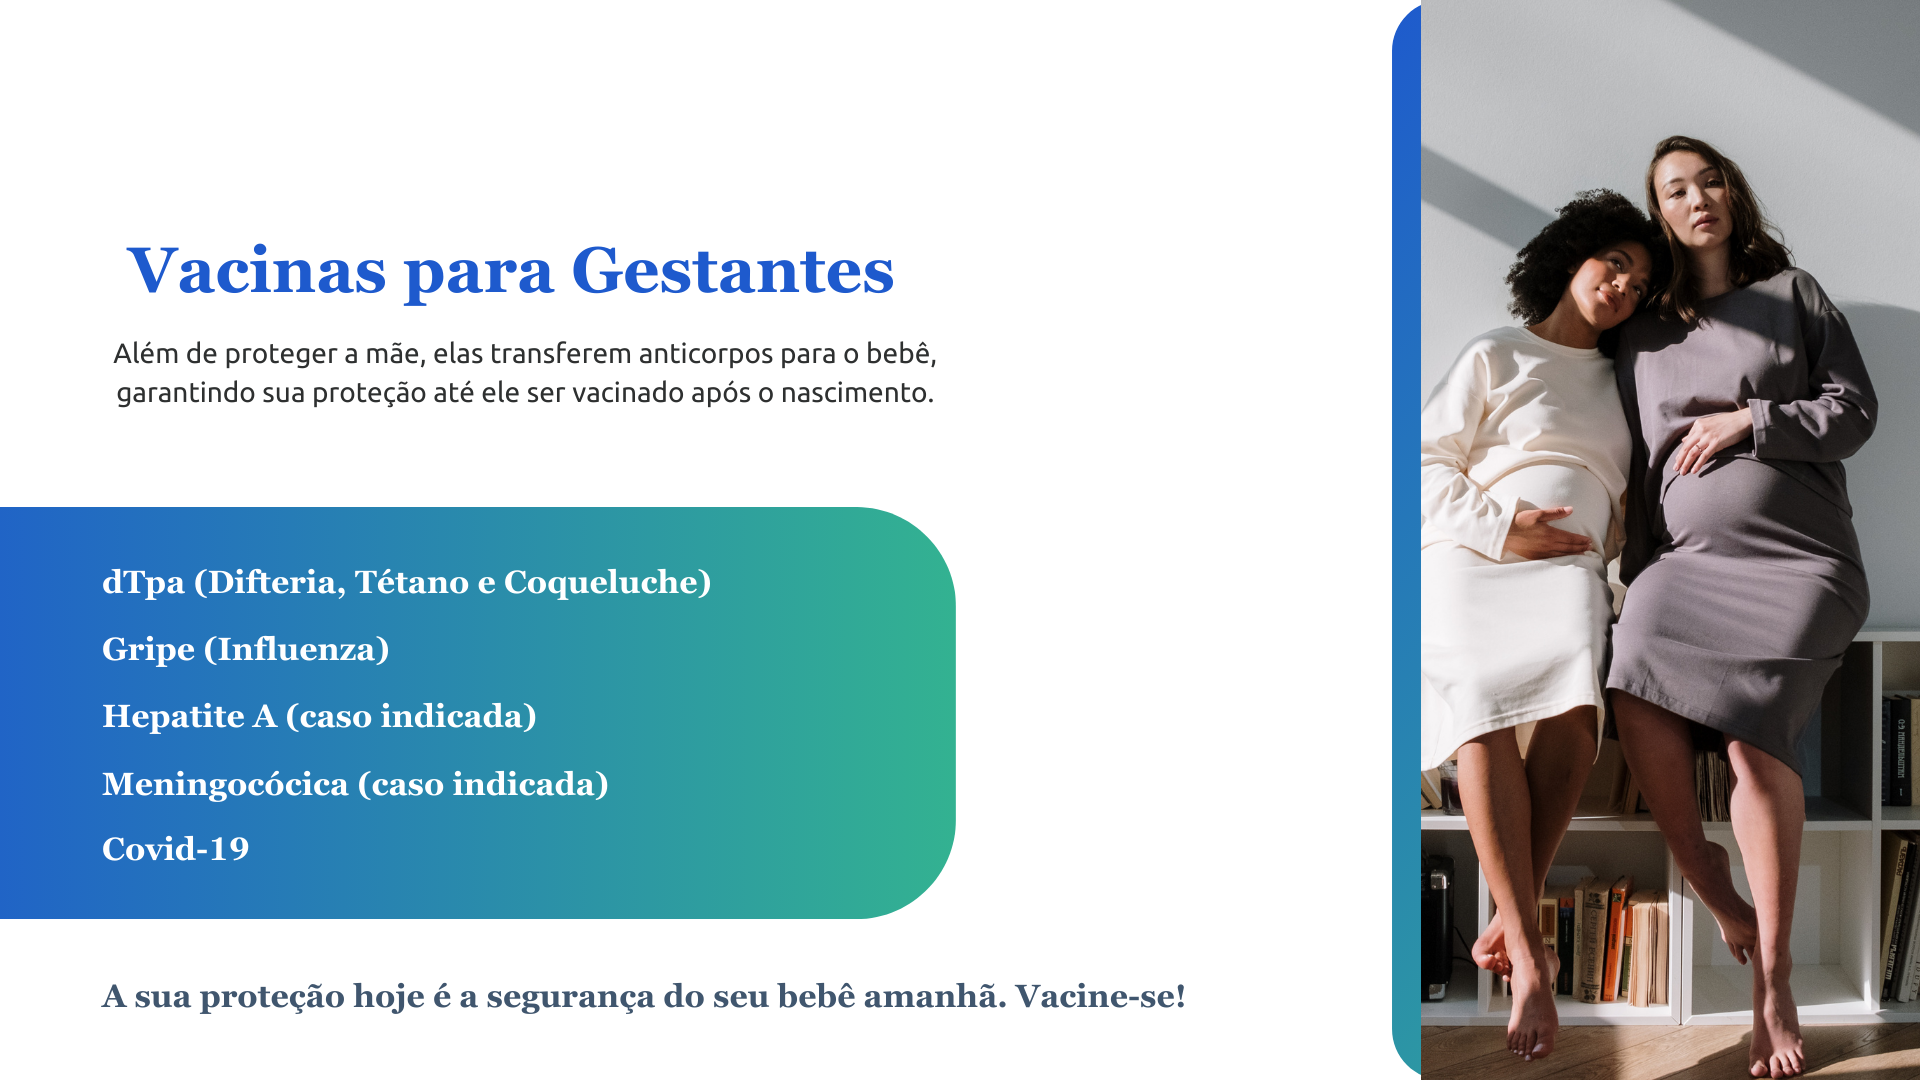 Vacinas para Gestantes
Além de proteger a mãe, elas transferem anticorpos para o bebê,
garantindo sua proteção até ele ser vacinado após o nascimento.
dTpa (Difteria, Tétano e Coqueluche)
Gripe (Influenza)
Hepatite A (caso indicada)
Meningocócica (caso indicada)
Covid-19
A sua proteção hoje é a segurança do seu bebê amanhã. Vacine-se!